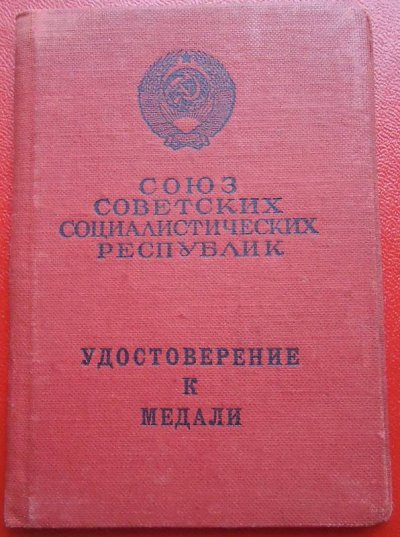 СОЮЗ
СОВЕТСКИХ
СОЦИАЛИСТИЧЕСКИХ
РЕСПУБЛИК
УДОСТОВЕРЕНИЕ
К
МЕДАЛИ